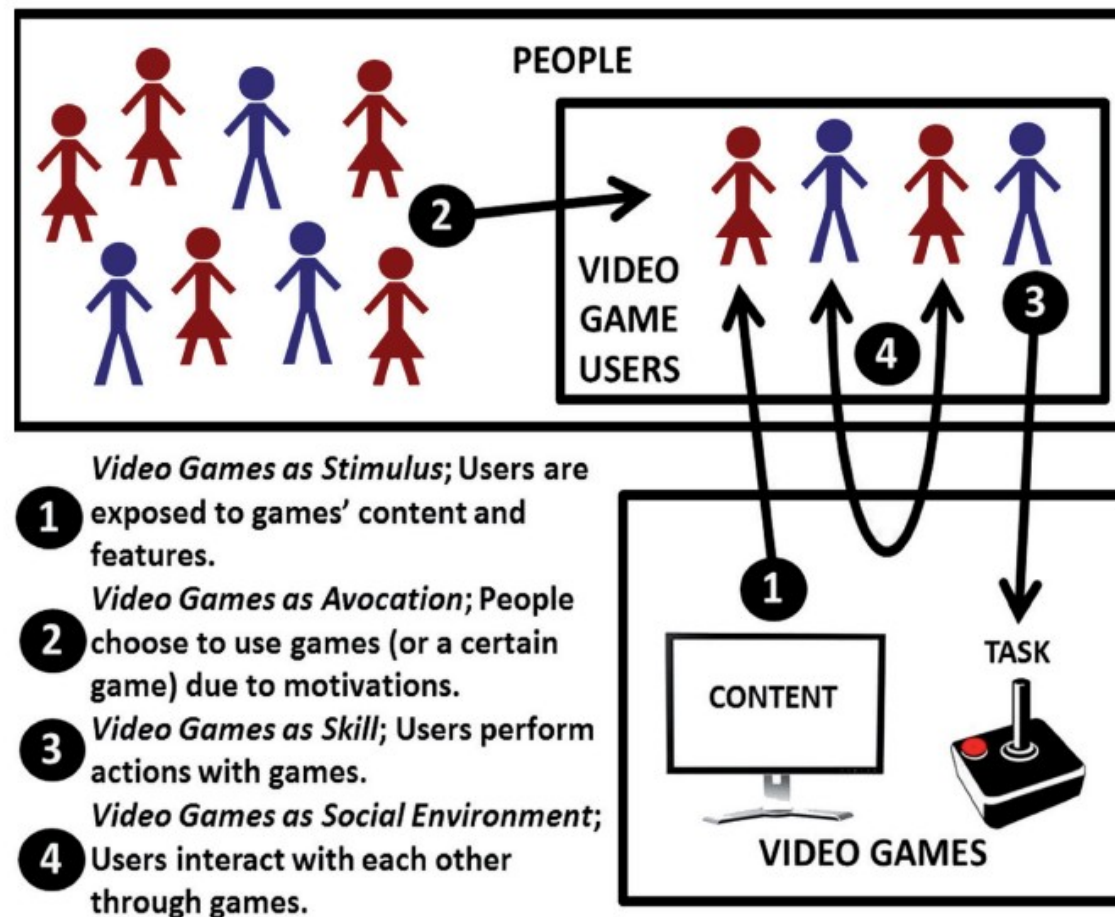 PEOPLE
2
VIDEO
GAME
USERS
3
4
1
Video Games as Stimulus; Users are
exposed to games' content and
features.
2
Video Games as Avocation; People
choose to use games (or a certain
game) due to motivations.
3
Video Games as Skill; Users perform
actions with games.
4
Video Games as Social Environment;
Users interact with each other
through games.
1
TASK
CONTENT
VIDEO GAMES